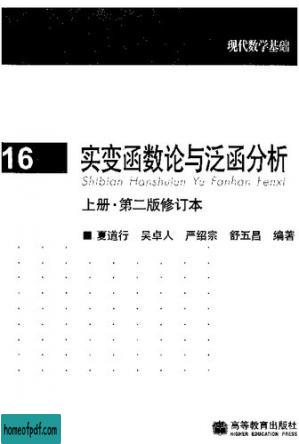 现代数学基础
16
实变函数论与泛函分析
Shibian Hanshulun Yu Fanhan Fenxi
上册·第二版修订本
■ 夏道行 吴卓人 严绍宗 舒五昌 编著
高等教育出版社
HIGHER EDUCATION PRESS
homeofpdf.com